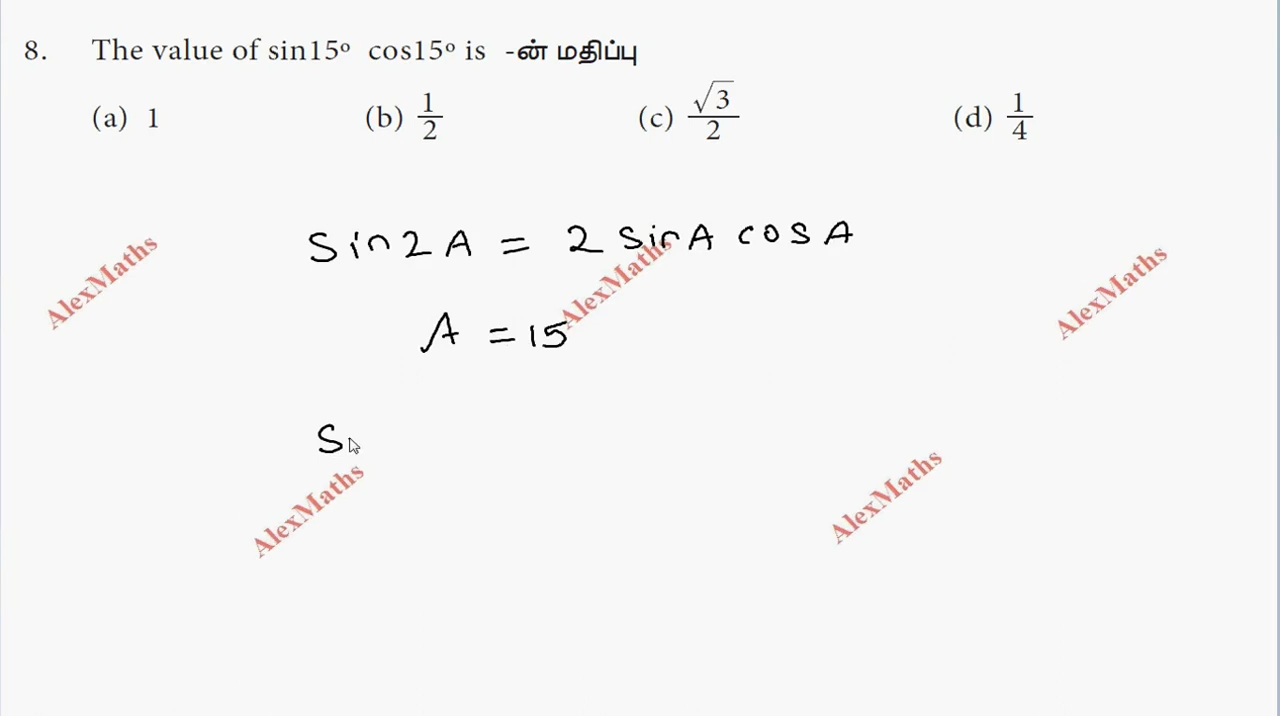 8. The value of sin15° cos15° is -ன் மதிப்பு
(a) 1 (b) 1/2 (c) √3/2 (d) 1/4
sin2A = 2 sinA cosA
AlexMaths AlexMaths AlexMaths
A = 15
S
AlexMaths AlexMaths